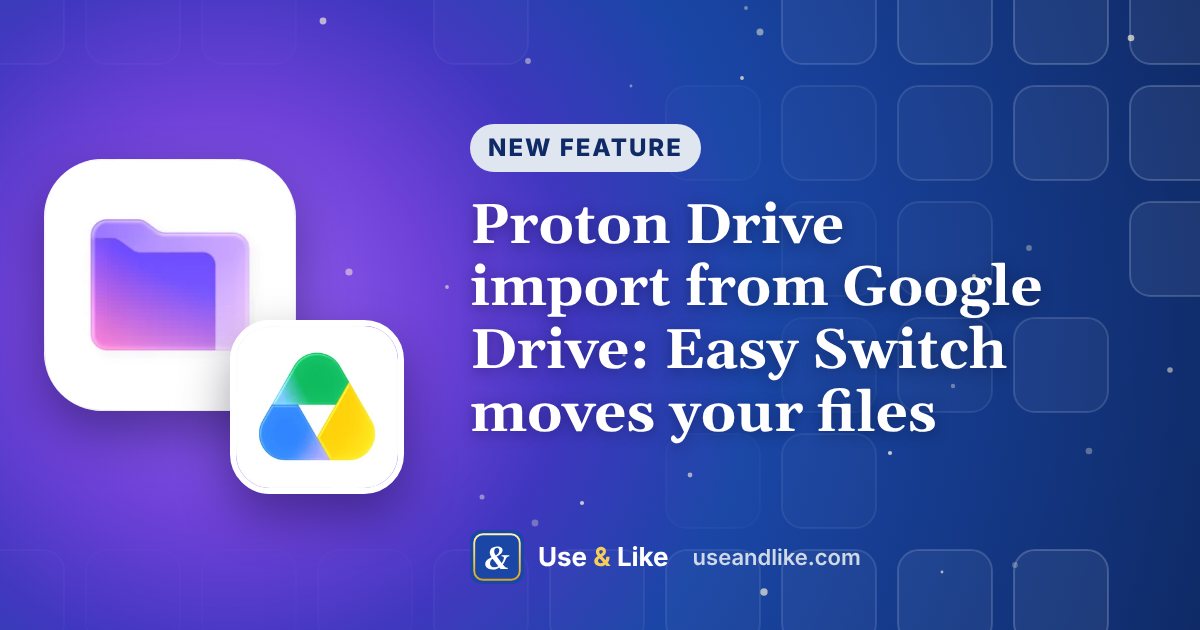 NEW FEATURE
Proton Drive
import from Google
Drive: Easy Switch
moves your files
& Use & Like useandlike.com